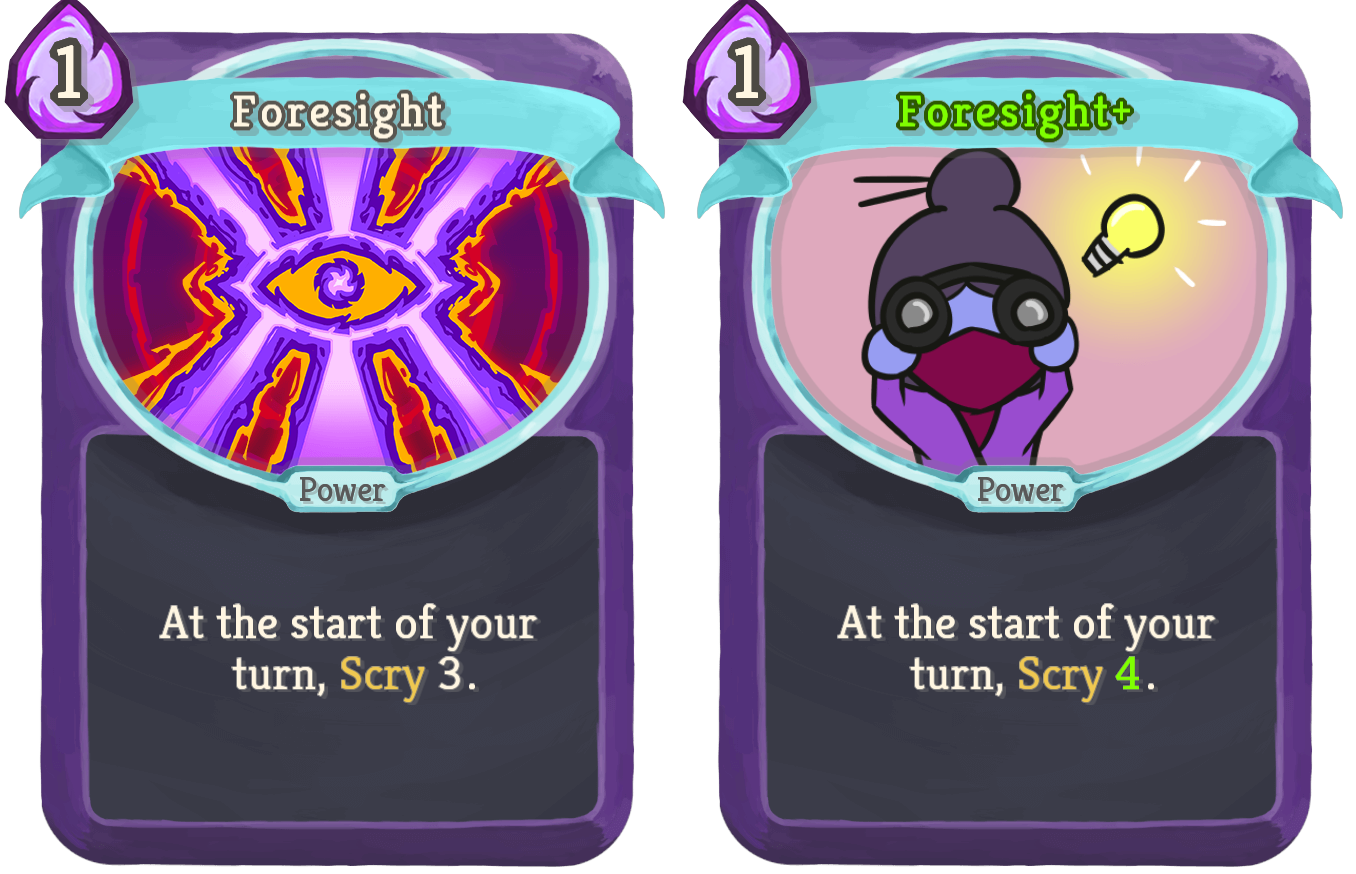 1
Foresight
Power
At the start of your
turn, Scry 3.
1
Foresight+
Power
At the start of your
turn, Scry 4.